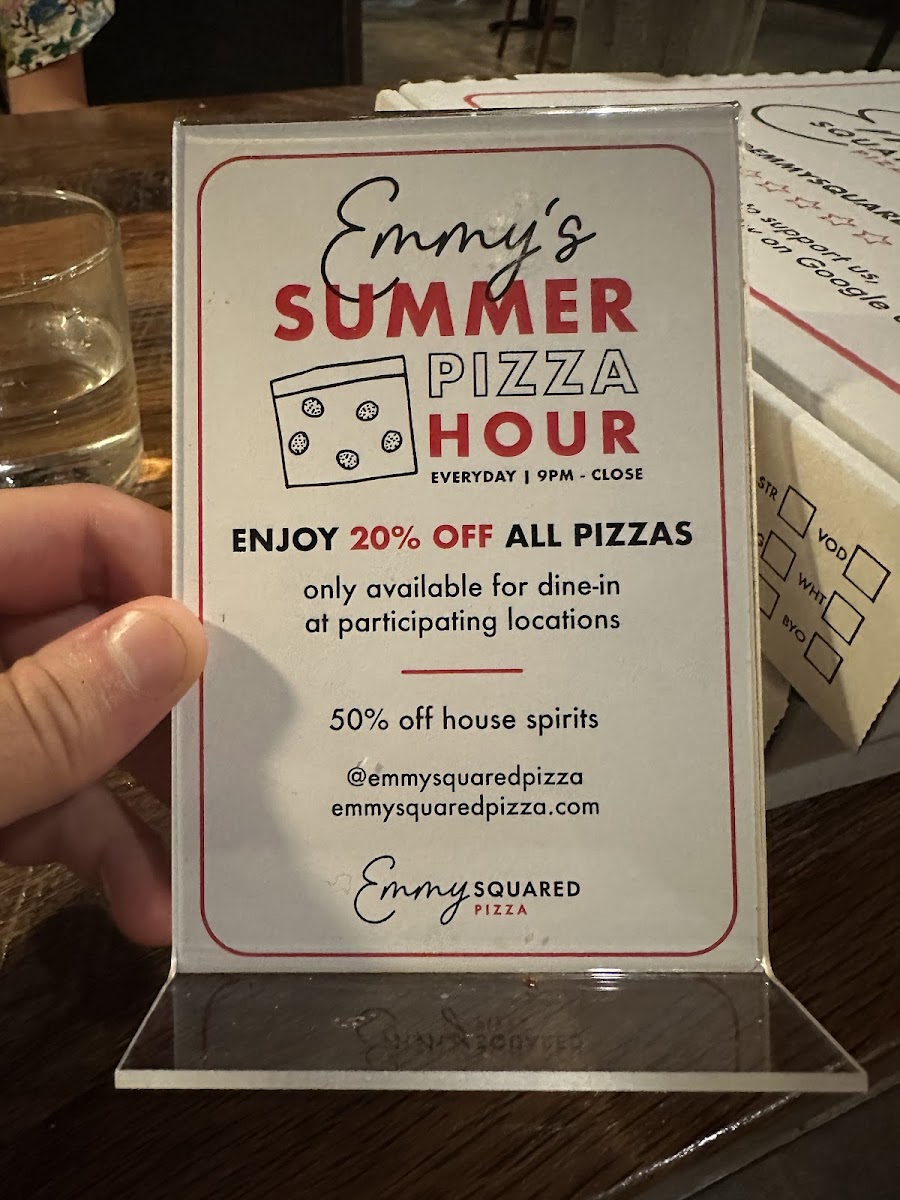 Emmy's
SUMMER
PIZZA
HOUR
EVERYDAY | 9PM - CLOSE
ENJOY 20% OFF ALL PIZZAS
only available for dine-in
at participating locations
50% off house spirits
@emmysquaredpizza
emmysquaredpizza.com
Emmy SQUARED
PIZZA
support us,
on Google
STR
VOD
WHT
BYO